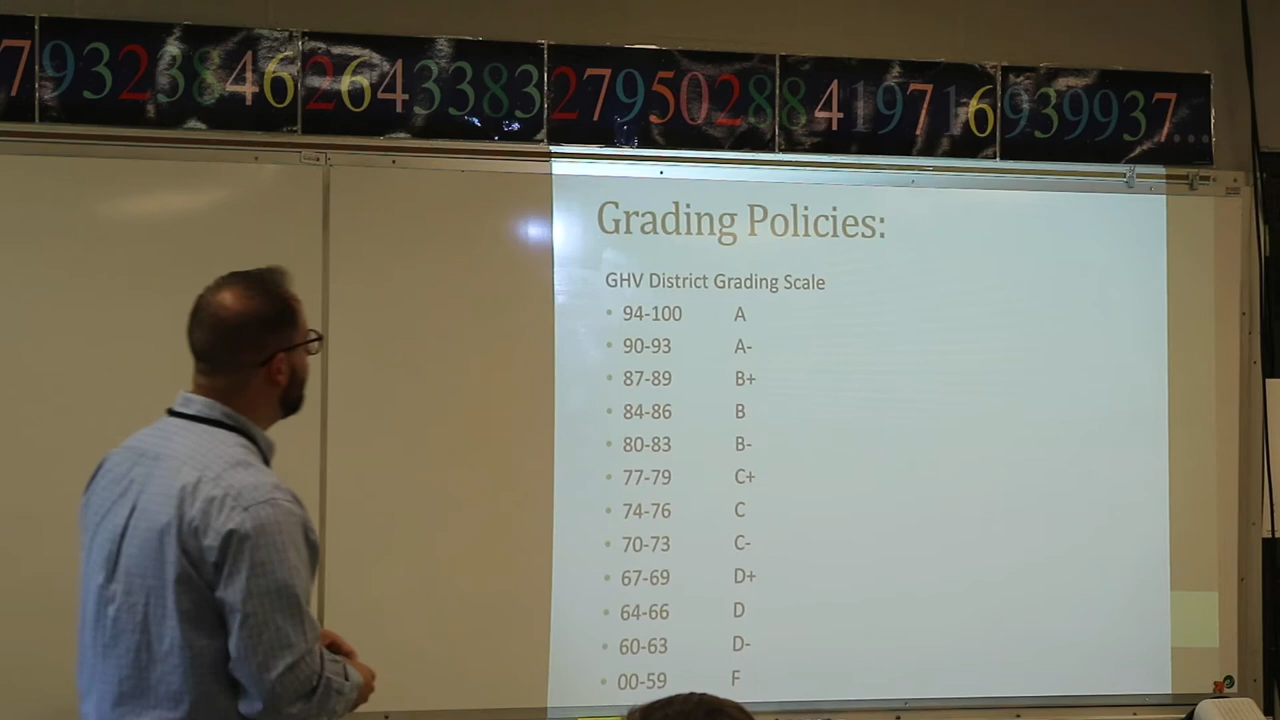 7932384626433832795028841971693993 7...
Grading Policies:
GHV District Grading Scale
• 94-100 A
• 90-93 A-
• 87-89 B+
• 84-86 B
• 80-83 B-
• 77-79 C+
• 74-76 C
• 70-73 C-
• 67-69 D+
• 64-66 D
• 60-63 D-
• 00-59 F